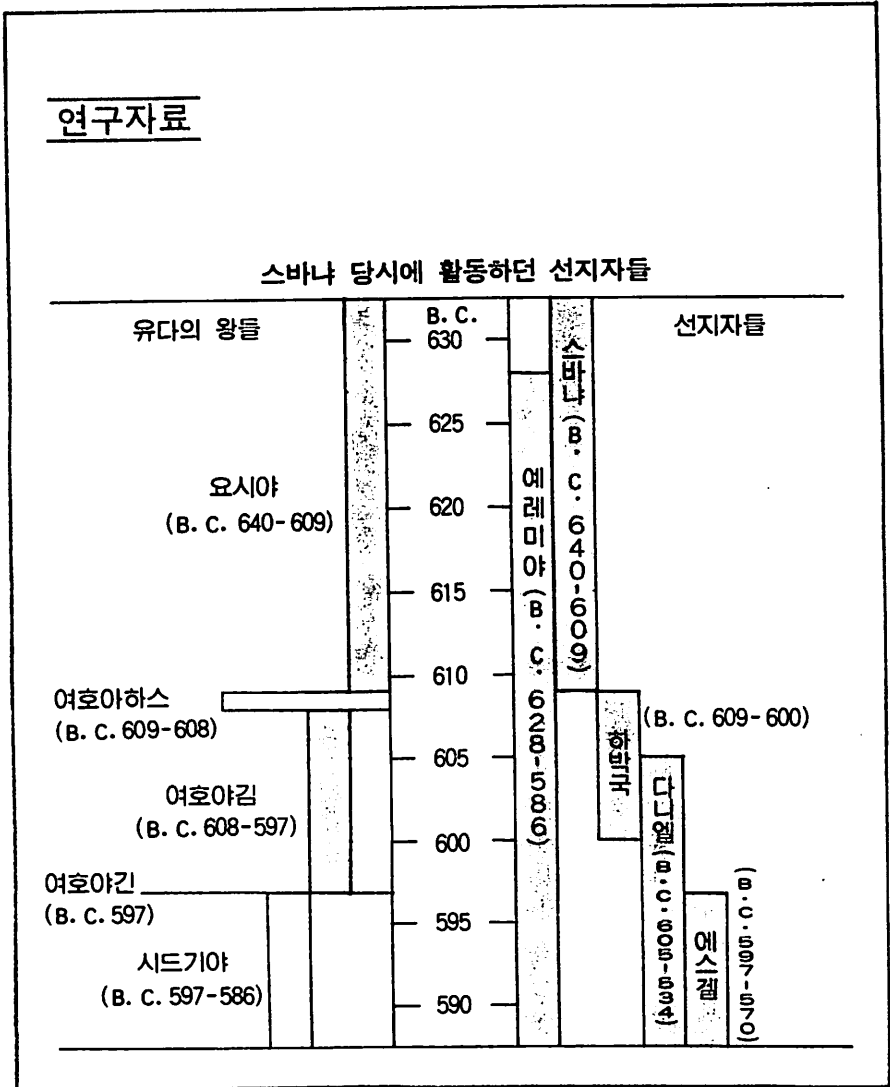 연구자료
스바냐 당시에 활동하던 선지자들
유다의 왕들
B. C.
선지자들
630
625
620
615
610
605
600
595
590
요시야
(B. C. 640-609)
여호아하스
(B. C. 609-608)
여호야김
(B. C. 608-597)
여호야긴
(B. C. 597)
시드기야
(B. C. 597-586)
예레미야 (B. C. 628-586)
스바냐 (B. C. 640-609)
하박국
(B. C. 609-600)
다니엘 (B. C. 605-534)
에스겔
(B. C. 597-570)